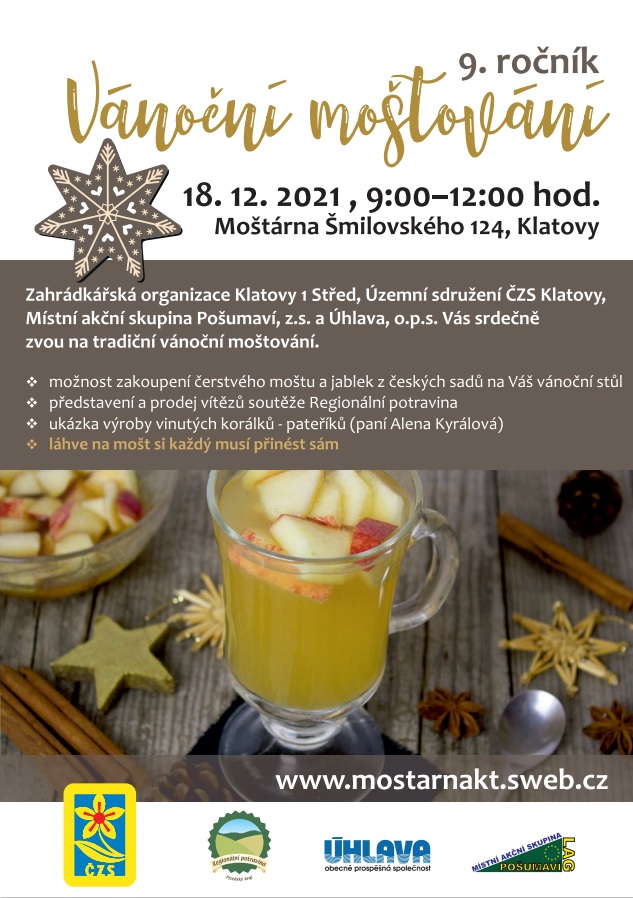 9. ročník
Vánoční moštování
18. 12. 2021 , 9:00–12:00 hod.
Moštárna Šmilovského 124, Klatovy
Zahrádkářská organizace Klatovy 1 Střed, Územní sdružení ČZS Klatovy,
Místní akční skupina Pošumaví, z.s. a Úhlava, o.p.s. Vás srdečně
zvou na tradiční vánoční moštování.
❖ možnost zakoupení čerstvého moštu a jablek z českých sadů na Váš vánoční stůl
❖ představení a prodej vítězů soutěže Regionální potravina
❖ ukázka výroby vinutých korálků - pateříků (paní Alena Kyrálová)
❖ láhve na mošt si každý musí přinést sám
www.mostarnakt.sweb.cz
ČZS
Regionální potravina
Plzeňský kraj
ÚHLAVA
obecně prospěšná společnost
MÍSTNÍ AKČNÍ SKUPINA
POŠUMAVÍ
LAG